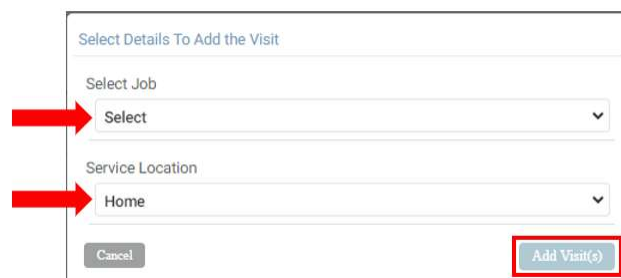 Select Details To Add the Visit
Select Job
Select
Service Location
Home
Cancel
Add Visit(s)